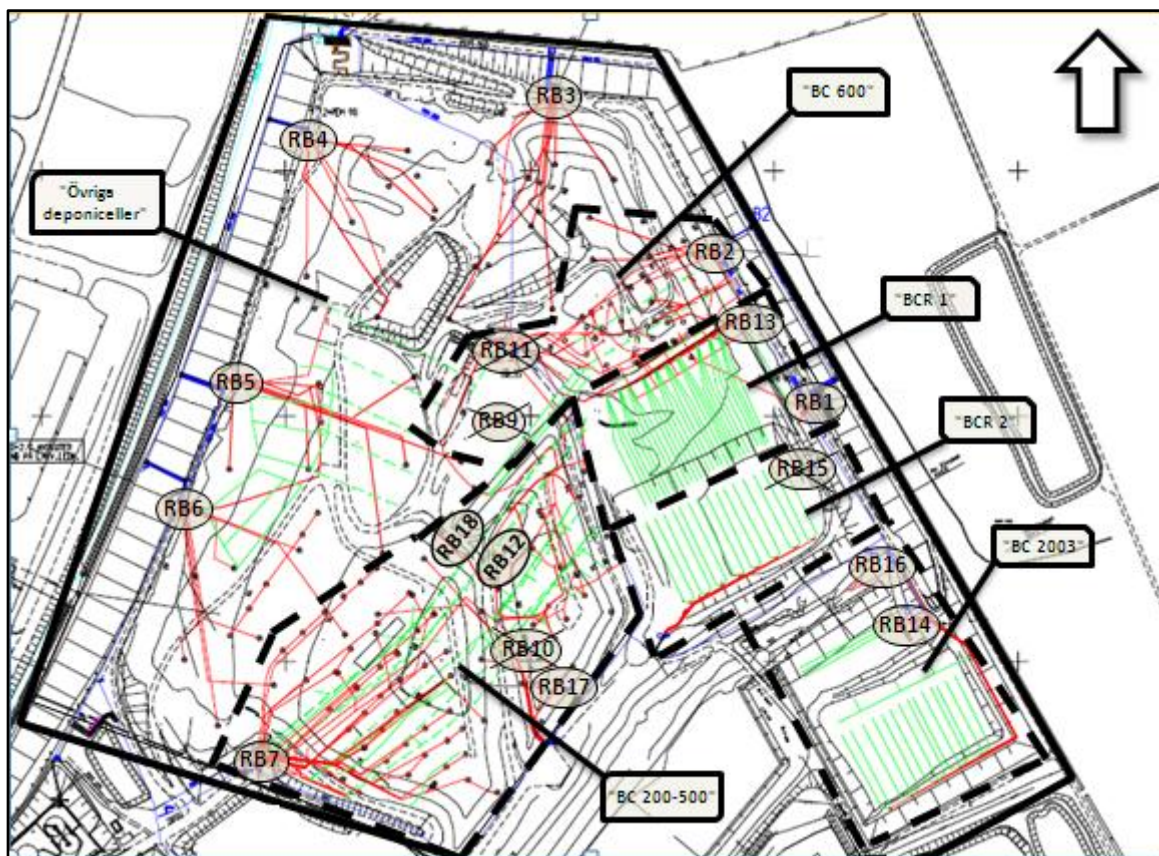 RB3
"BC 600"
RB4
"Övriga
deponiceller"
82
RB2
"BCR 1"
RB13
RB11
RB5
RB1
RB9
"BCR 2"
RB15
RB6
RB18
RB12
"BC 2003"
RB16
RB14
RB10
RB17
RB7
"BC 200-500"